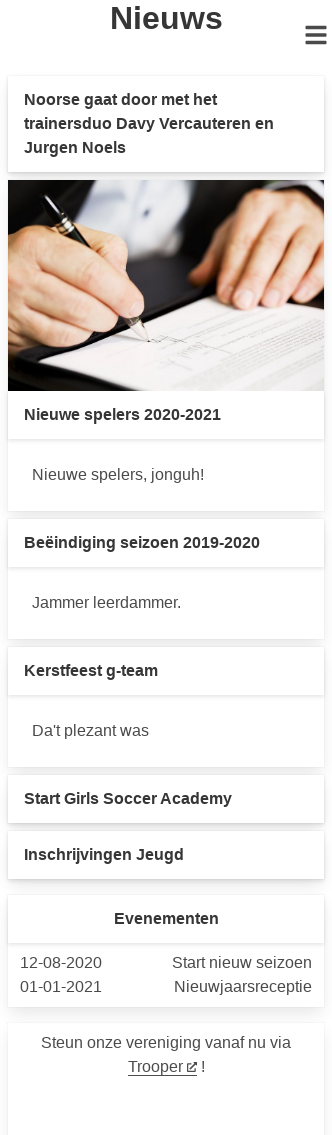 Nieuws
Noorse gaat door met het
trainersduo Davy Vercauteren en
Jurgen Noels
Nieuwe spelers 2020-2021
Nieuwe spelers, jonguh!
Beëindiging seizoen 2019-2020
Jammer leerdammer.
Kerstfeest g-team
Da't plezant was
Start Girls Soccer Academy
Inschrijvingen Jeugd
Evenementen
12-08-2020 Start nieuw seizoen
01-01-2021 Nieuwjaarsreceptie
Steun onze vereniging vanaf nu via
Trooper !